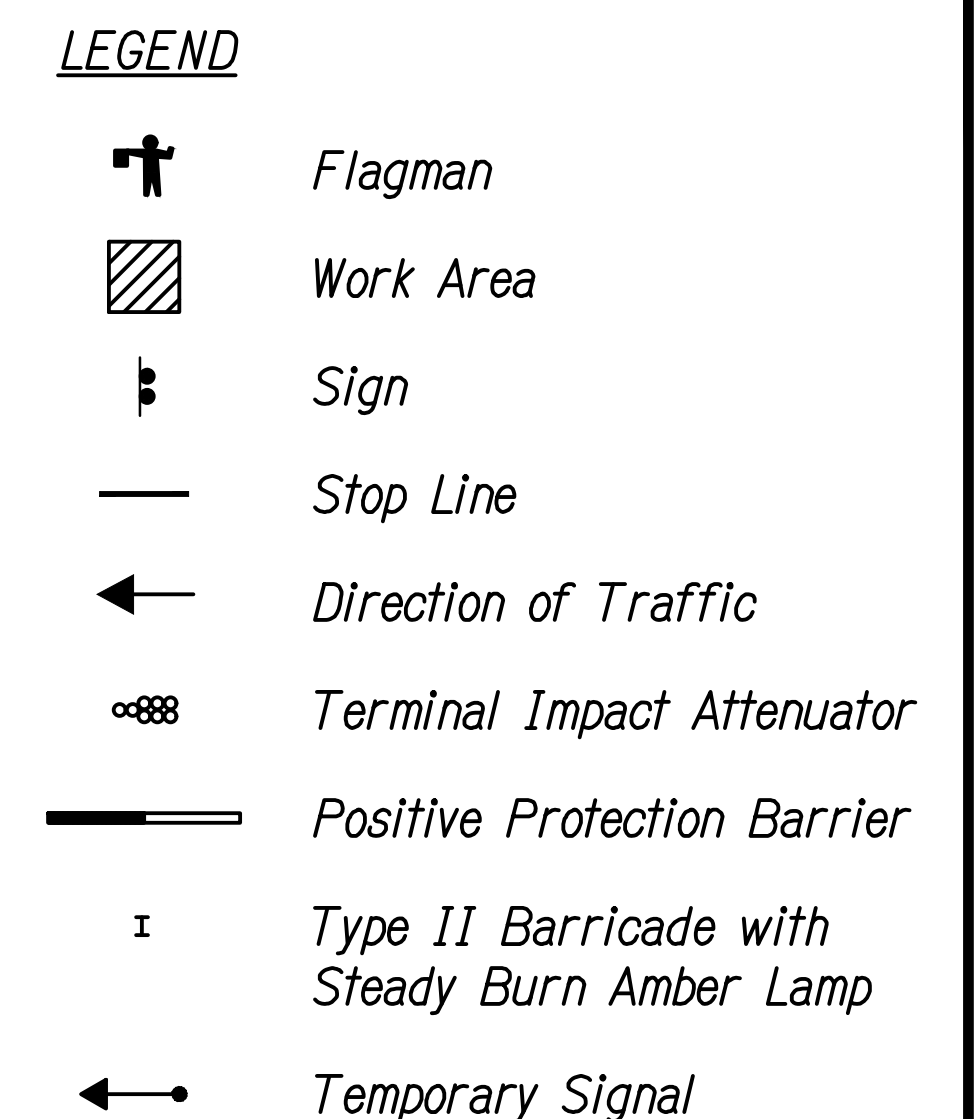 LEGEND
Flagman
Work Area
Sign
Stop Line
Direction of Traffic
Terminal Impact Attenuator
Positive Protection Barrier
Type II Barricade with
Steady Burn Amber Lamp
Temporary Signal